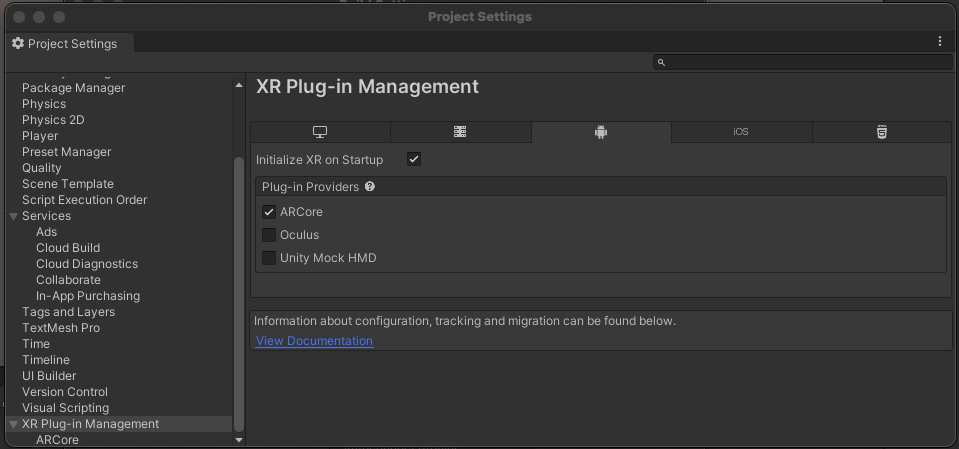 Project Settings
Project Settings
Package Manager
Physics
Physics 2D
Player
Preset Manager
Quality
Scene Template
Script Execution Order
Services
Ads
Cloud Build
Cloud Diagnostics
Collaborate
In-App Purchasing
Tags and Layers
TextMesh Pro
Time
Timeline
UI Builder
Version Control
Visual Scripting
XR Plug-in Management
ARCore
XR Plug-in Management
iOS
Initialize XR on Startup
Plug-in Providers
ARCore
Oculus
Unity Mock HMD
Information about configuration, tracking and migration can be found below.
View Documentation